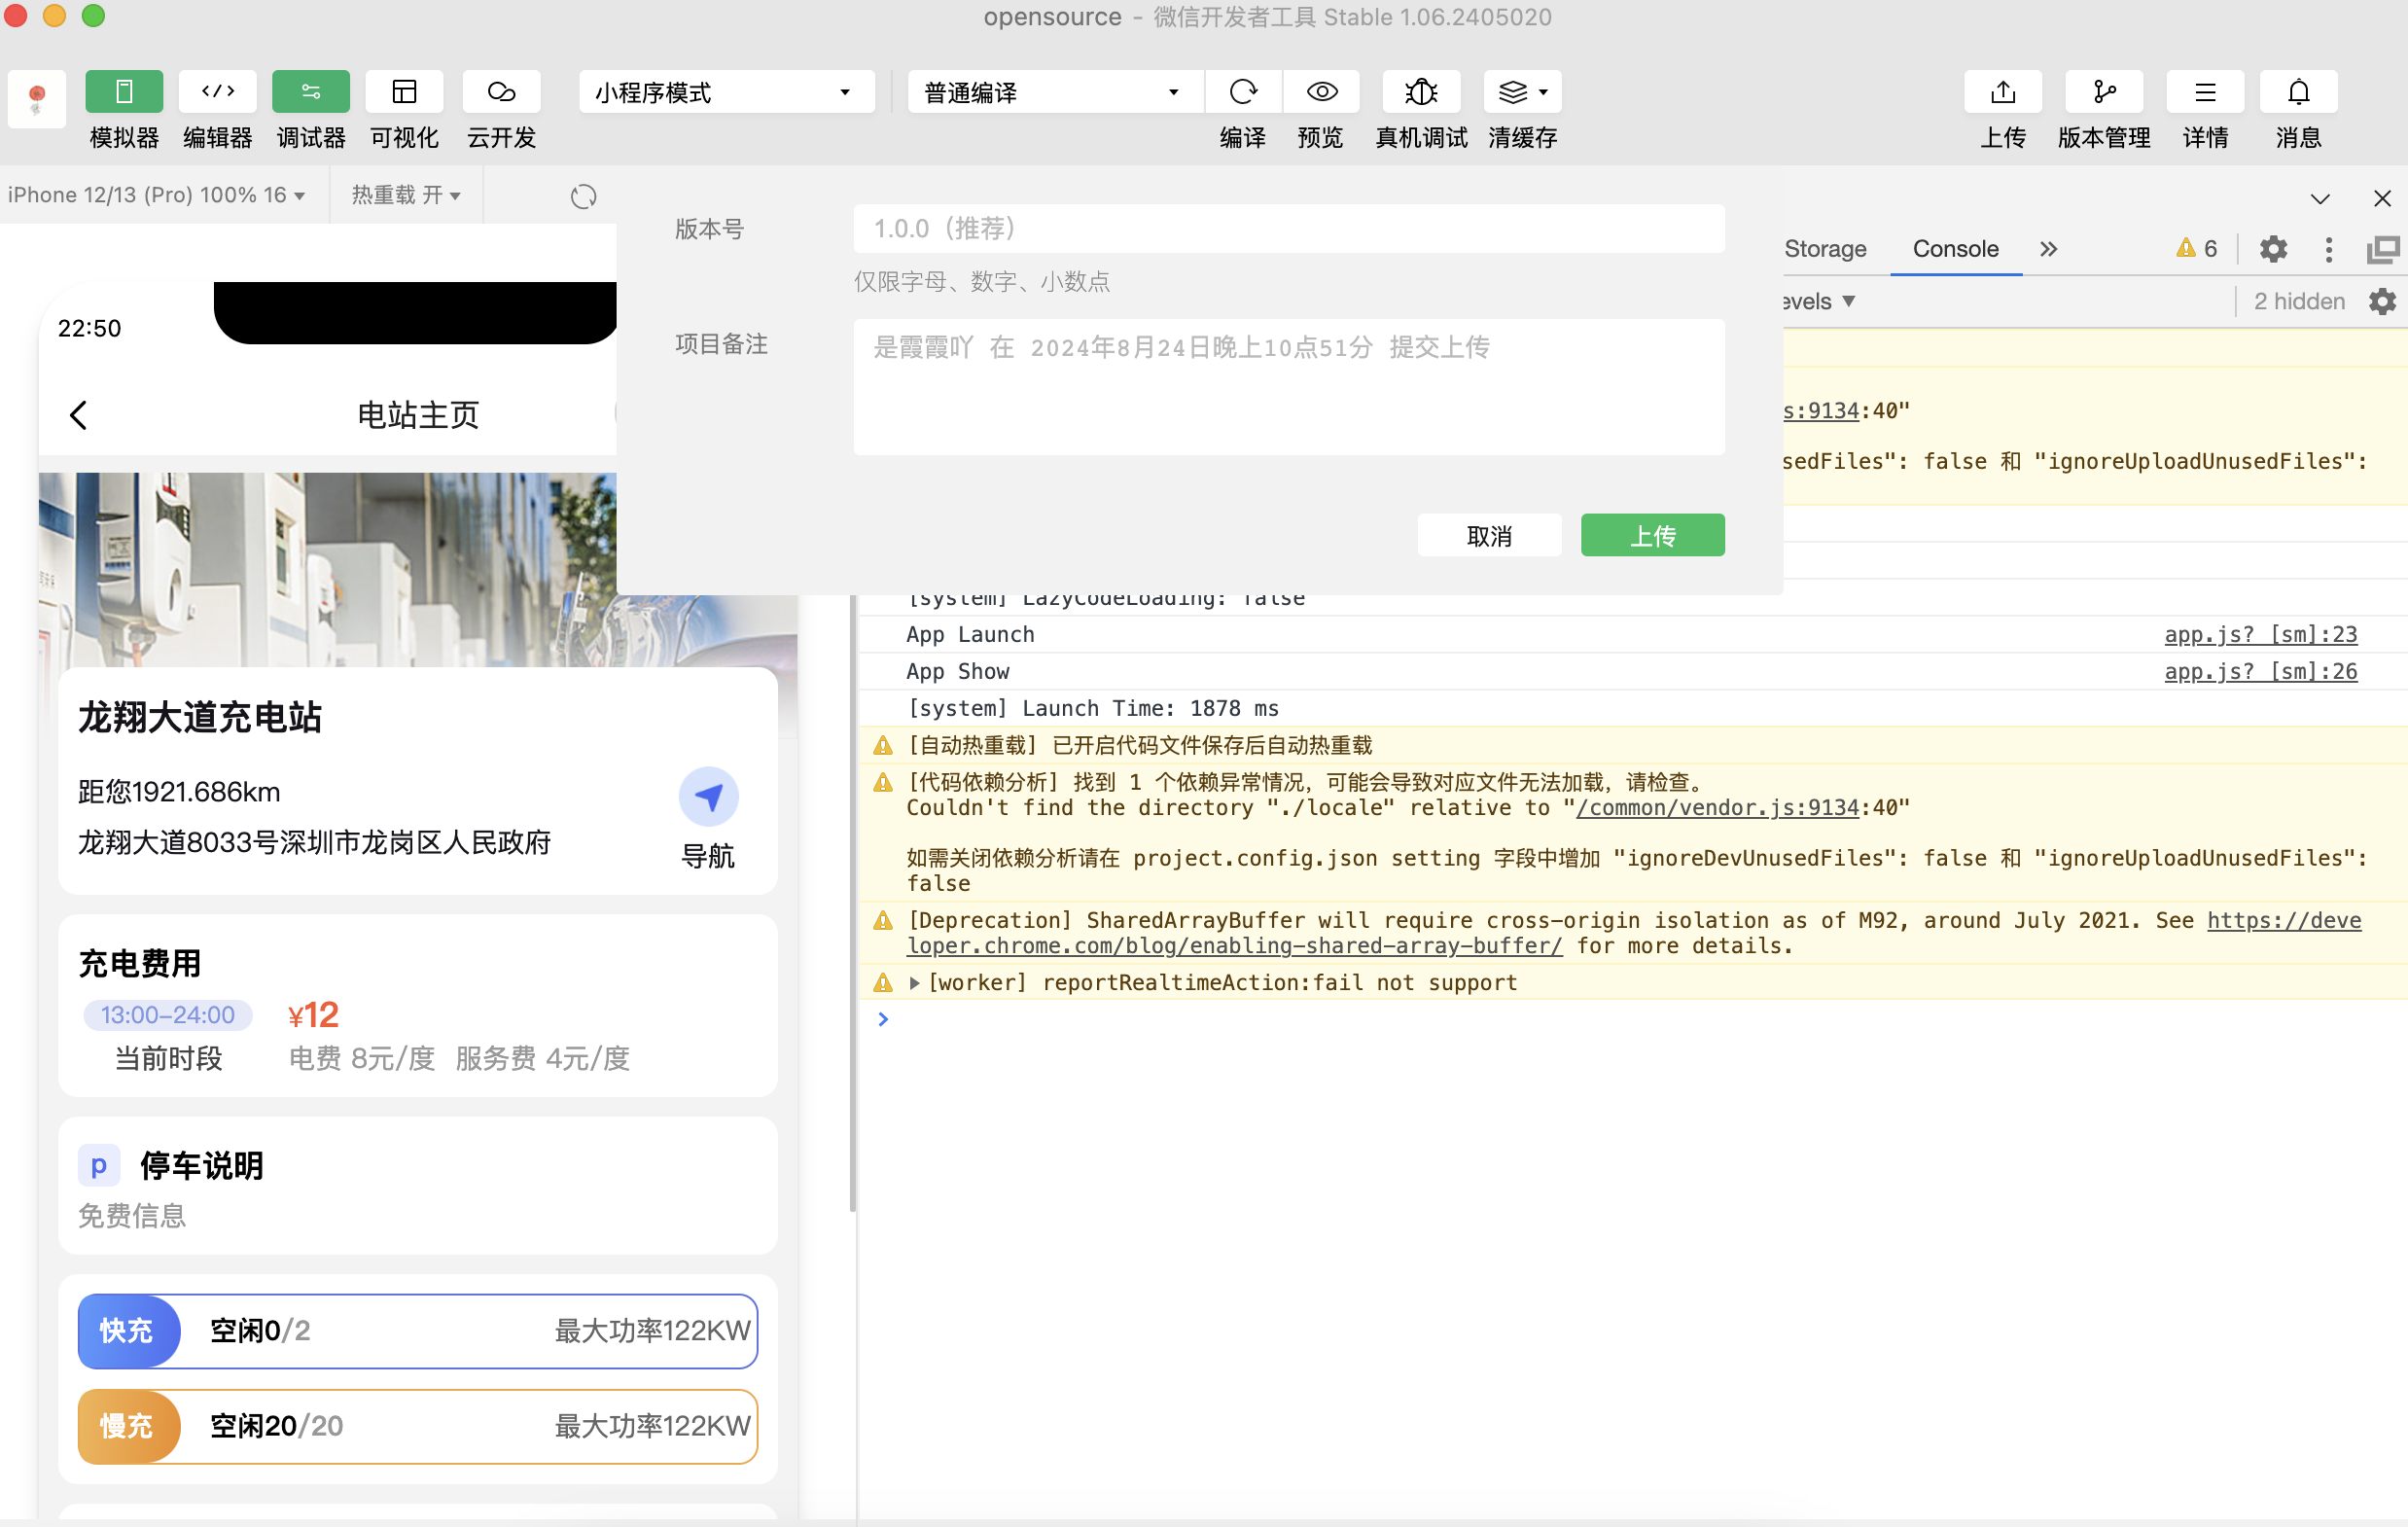 opensource - 微信开发者工具 Stable 1.06.2405020
模拟器
编辑器
调试器
可视化
云开发
小程序模式
普通编译
编译
预览
真机调试
清缓存
上传
版本管理
详情
消息
iPhone 12/13 (Pro) 100% 16
热重载 开
版本号
1.0.0（推荐）
仅限字母、数字、小数点
项目备注
是霞霞吖 在 2024年8月24日晚上10点51分 提交上传
取消
上传
Storage
Console
6
evels
2 hidden
s:9134:40"
sedFiles": false 和 "ignoreUploadUnusedFiles":
[system] LazyCodeLoading: false
App Launch
app.js? [sm]:23
App Show
app.js? [sm]:26
[system] Launch Time: 1878 ms
[自动热重载] 已开启代码文件保存后自动热重载
[代码依赖分析] 找到 1 个依赖异常情况，可能会导致对应文件无法加载，请检查。
Couldn't find the directory "./locale" relative to "/common/vendor.js:9134:40"
如需关闭依赖分析请在 project.config.json setting 字段中增加 "ignoreDevUnusedFiles": false 和 "ignoreUploadUnusedFiles":
false
[Deprecation] SharedArrayBuffer will require cross-origin isolation as of M92, around July 2021. See https://deve
loper.chrome.com/blog/enabling-shared-array-buffer/ for more details.
[worker] reportRealtimeAction:fail not support
22:50
电站主页
龙翔大道充电站
距您1921.686km
龙翔大道8033号深圳市龙岗区人民政府
导航
充电费用
13:00-24:00
¥12
当前时段
电费 8元/度 服务费 4元/度
p 停车说明
免费信息
快充 空闲0/2 最大功率122KW
慢充 空闲20/20 最大功率122KW